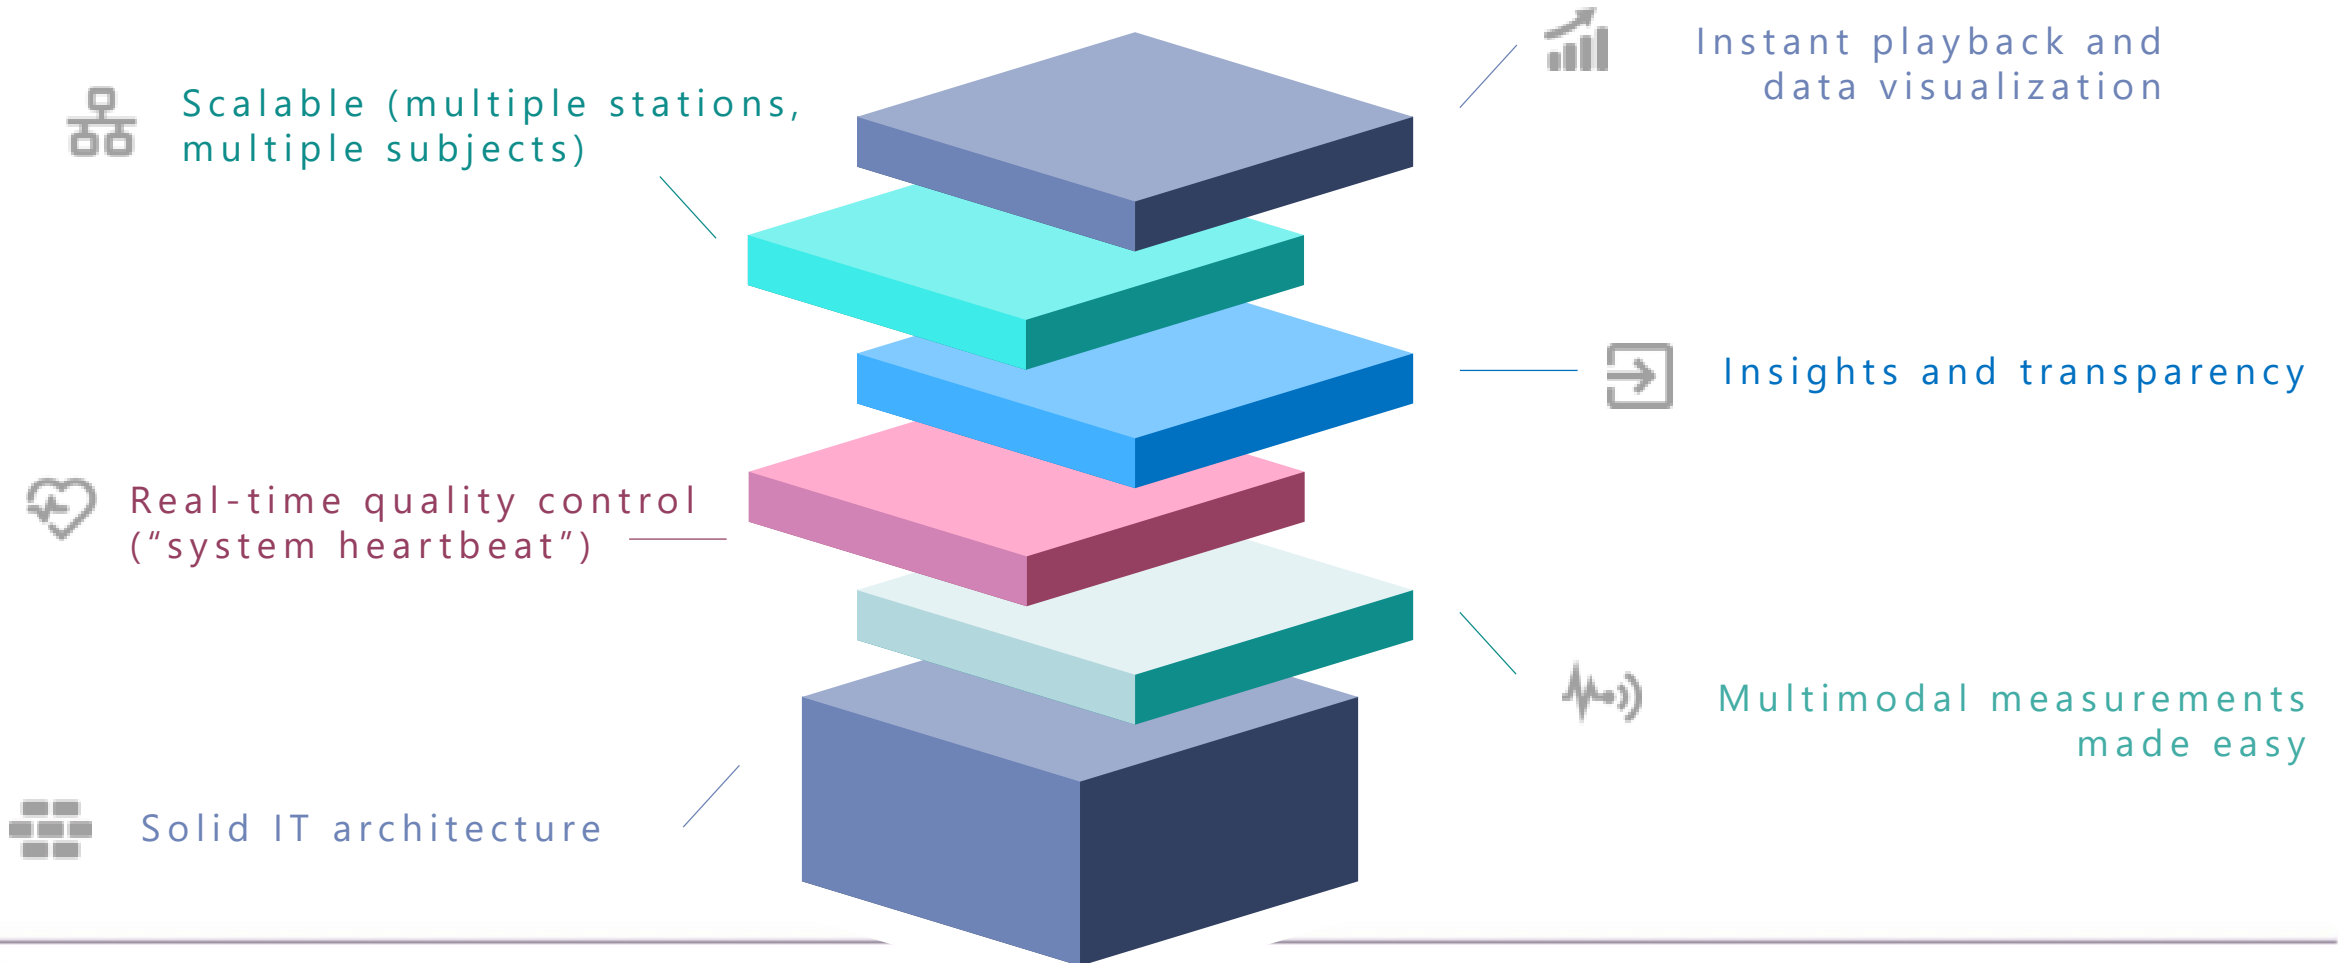 Instant playback and
data visualization
Scalable (multiple stations,
multiple subjects)
Insights and transparency
Real-time quality control
(“system heartbeat”)
Multimodal measurements
made easy
Solid IT architecture